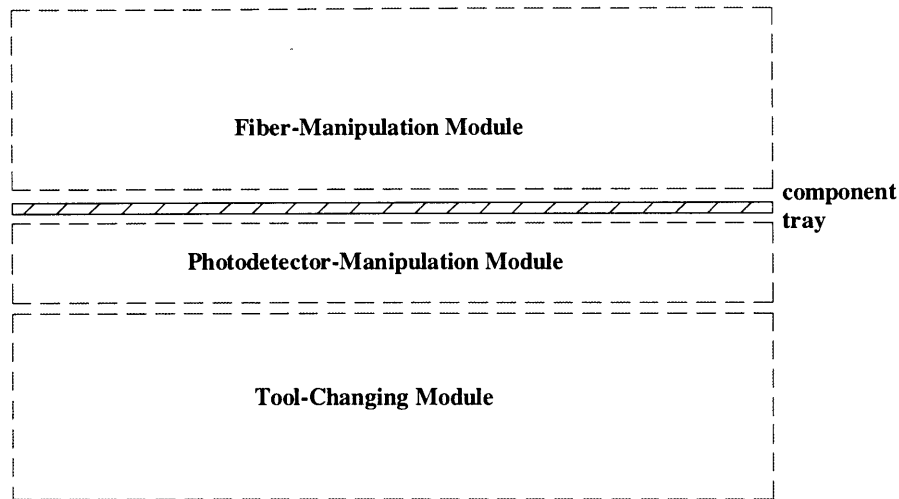 Fiber-Manipulation Module
component
tray
Photodetector-Manipulation Module
Tool-Changing Module